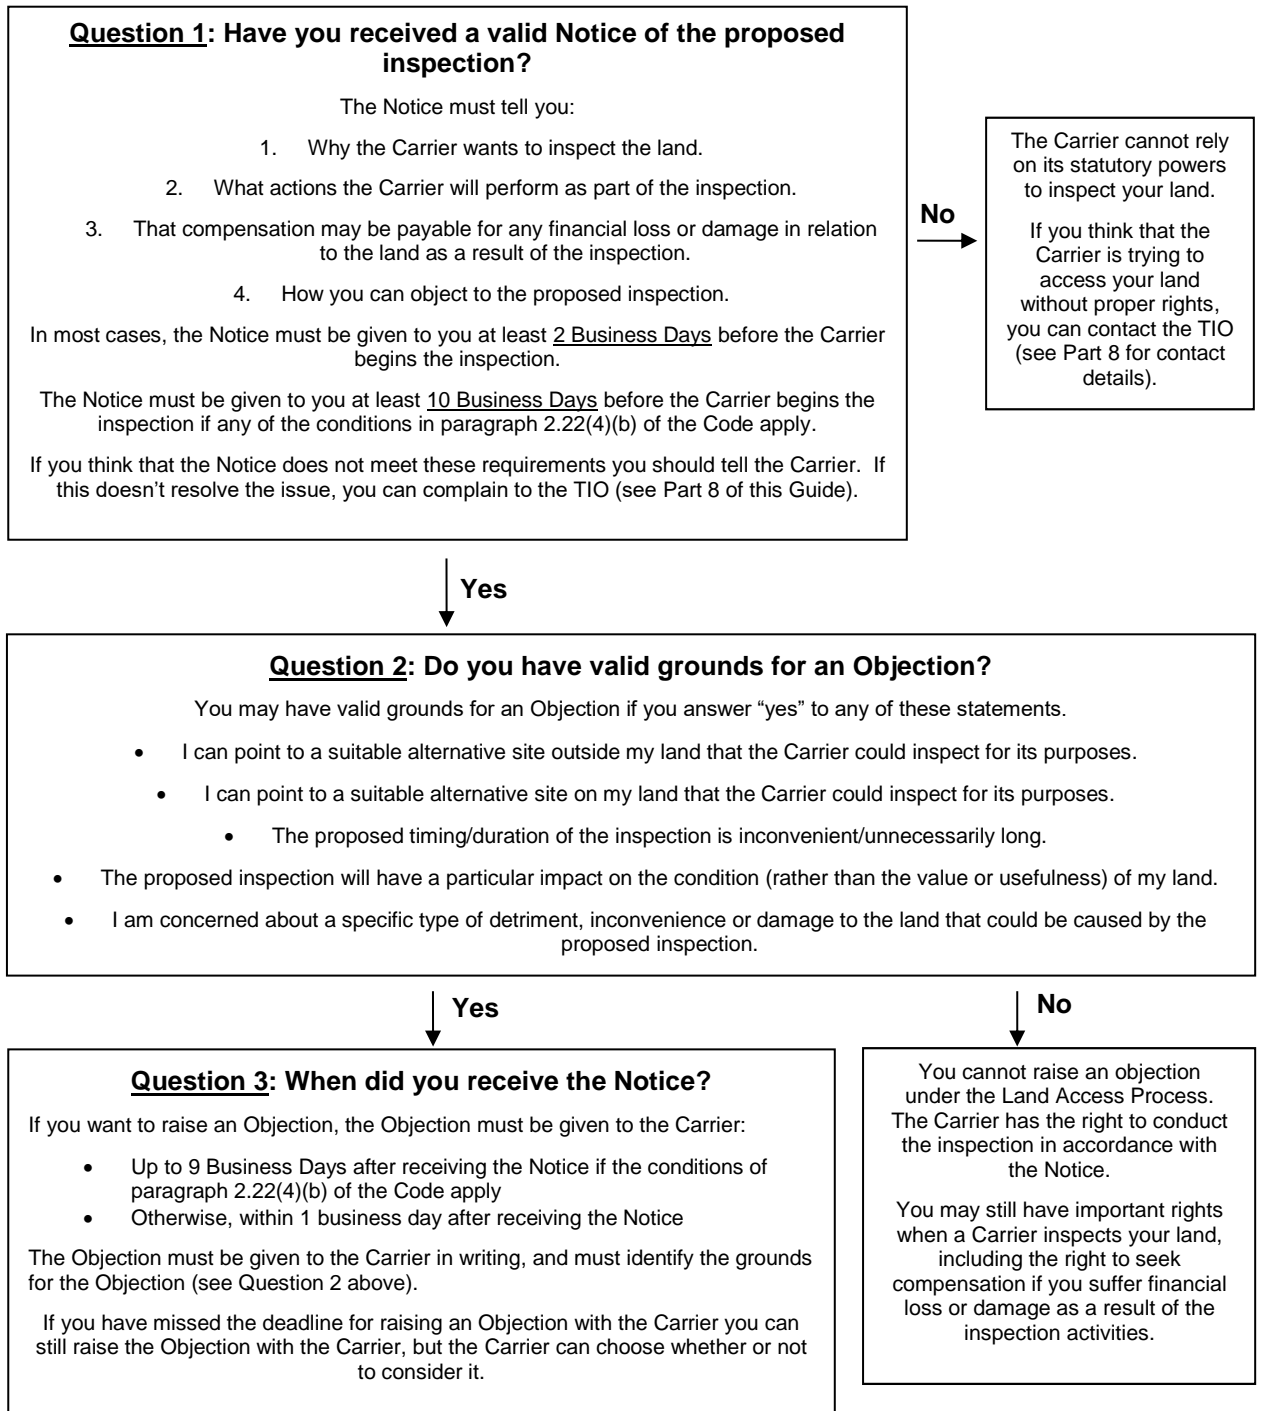 Question 1: Have you received a valid Notice of the proposed
inspection?
The Notice must tell you:
1. Why the Carrier wants to inspect the land.
2. What actions the Carrier will perform as part of the inspection.
3. That compensation may be payable for any financial loss or damage in relation
to the land as a result of the inspection.
4. How you can object to the proposed inspection.
In most cases, the Notice must be given to you at least 2 Business Days before the Carrier
begins the inspection.
The Notice must be given to you at least 10 Business Days before the Carrier begins the
inspection if any of the conditions in paragraph 2.22(4)(b) of the Code apply.
If you think that the Notice does not meet these requirements you should tell the Carrier. If
this doesn’t resolve the issue, you can complain to the TIO (see Part 8 of this Guide).
No
The Carrier cannot rely
on its statutory powers
to inspect your land.
If you think that the
Carrier is trying to
access your land
without proper rights,
you can contact the TIO
(see Part 8 for contact
details).
Yes
Question 2: Do you have valid grounds for an Objection?
You may have valid grounds for an Objection if you answer “yes” to any of these statements.
• I can point to a suitable alternative site outside my land that the Carrier could inspect for its purposes.
• I can point to a suitable alternative site on my land that the Carrier could inspect for its purposes.
• The proposed timing/duration of the inspection is inconvenient/unnecessarily long.
• The proposed inspection will have a particular impact on the condition (rather than the value or usefulness) of my land.
• I am concerned about a specific type of detriment, inconvenience or damage to the land that could be caused by the
proposed inspection.
Yes
No
Question 3: When did you receive the Notice?
If you want to raise an Objection, the Objection must be given to the Carrier:
• Up to 9 Business Days after receiving the Notice if the conditions of
paragraph 2.22(4)(b) of the Code apply
• Otherwise, within 1 business day after receiving the Notice
The Objection must be given to the Carrier in writing, and must identify the grounds
for the Objection (see Question 2 above).
If you have missed the deadline for raising an Objection with the Carrier you can
still raise the Objection with the Carrier, but the Carrier can choose whether or not
to consider it.
You cannot raise an objection
under the Land Access Process.
The Carrier has the right to conduct
the inspection in accordance with
the Notice.
You may still have important rights
when a Carrier inspects your land,
including the right to seek
compensation if you suffer financial
loss or damage as a result of the
inspection activities.